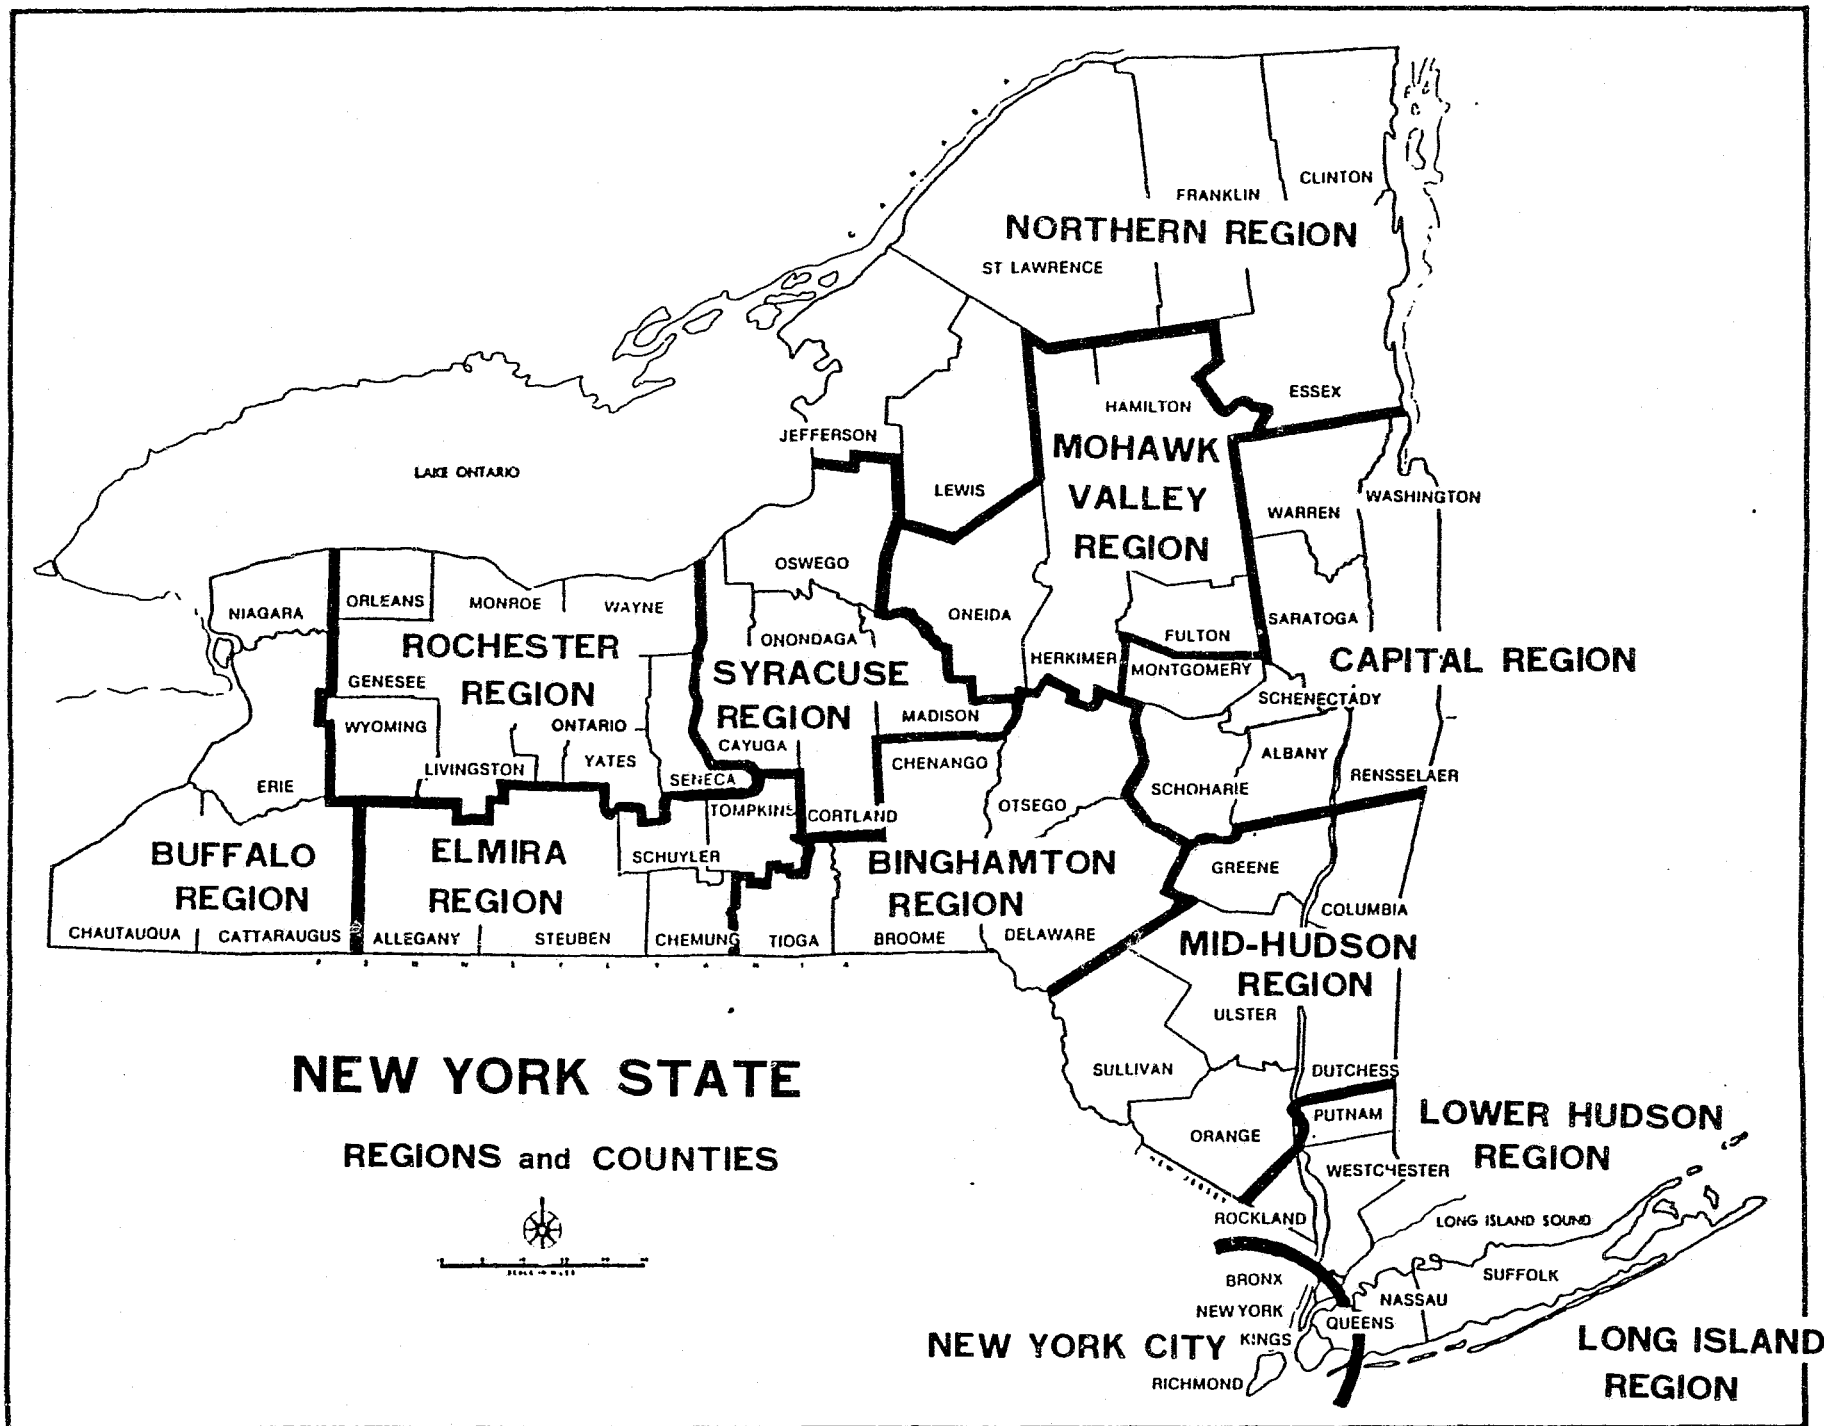 CLINTON
FRANKLIN
NORTHERN REGION
ST LAWRENCE
ESSEX
HAMILTON
JEFFERSON
MOHAWK
VALLEY
REGION
LAKE ONTARIO
LEWIS
WASHINGTON
WARREN
OSWEGO
NIAGARA
ORLEANS
MONROE
WAYNE
ONEIDA
SARATOGA
ROCHESTER
REGION
ONONDAGA
FULTON
HERKIMER
MONTGOMERY
CAPITAL REGION
SYRACUSE
REGION
GENESEE
SCHENECTADY
WYOMING
ONTARIO
MADISON
CAYUGA
ALBANY
YATES
LIVINGSTON
SENECA
CHENANGO
RENSSELAER
ERIE
SCHOHARIE
OTSEGO
TOMPKINS
CORTLAND
BUFFALO
REGION
ELMIRA
REGION
SCHUYLER
BINGHAMTON
REGION
GREENE
COLUMBIA
CHAUTAUQUA
CATTARAUGUS
ALLEGANY
STEUBEN
CHEMUNG
TIOGA
BROOME
DELAWARE
MID-HUDSON
REGION
ULSTER
NEW YORK STATE
SULLIVAN
DUTCHESS
PUTNAM
LOWER HUDSON
REGION
ORANGE
REGIONS and COUNTIES
NEW JERSEY
WESTCHESTER
ROCKLAND
LONG ISLAND SOUND
SUFFOLK
BRONX
NASSAU
NEW YORK
QUEENS
NEW YORK CITY
KINGS
LONG ISLAND
REGION
RICHMOND
SCALE IN MILES